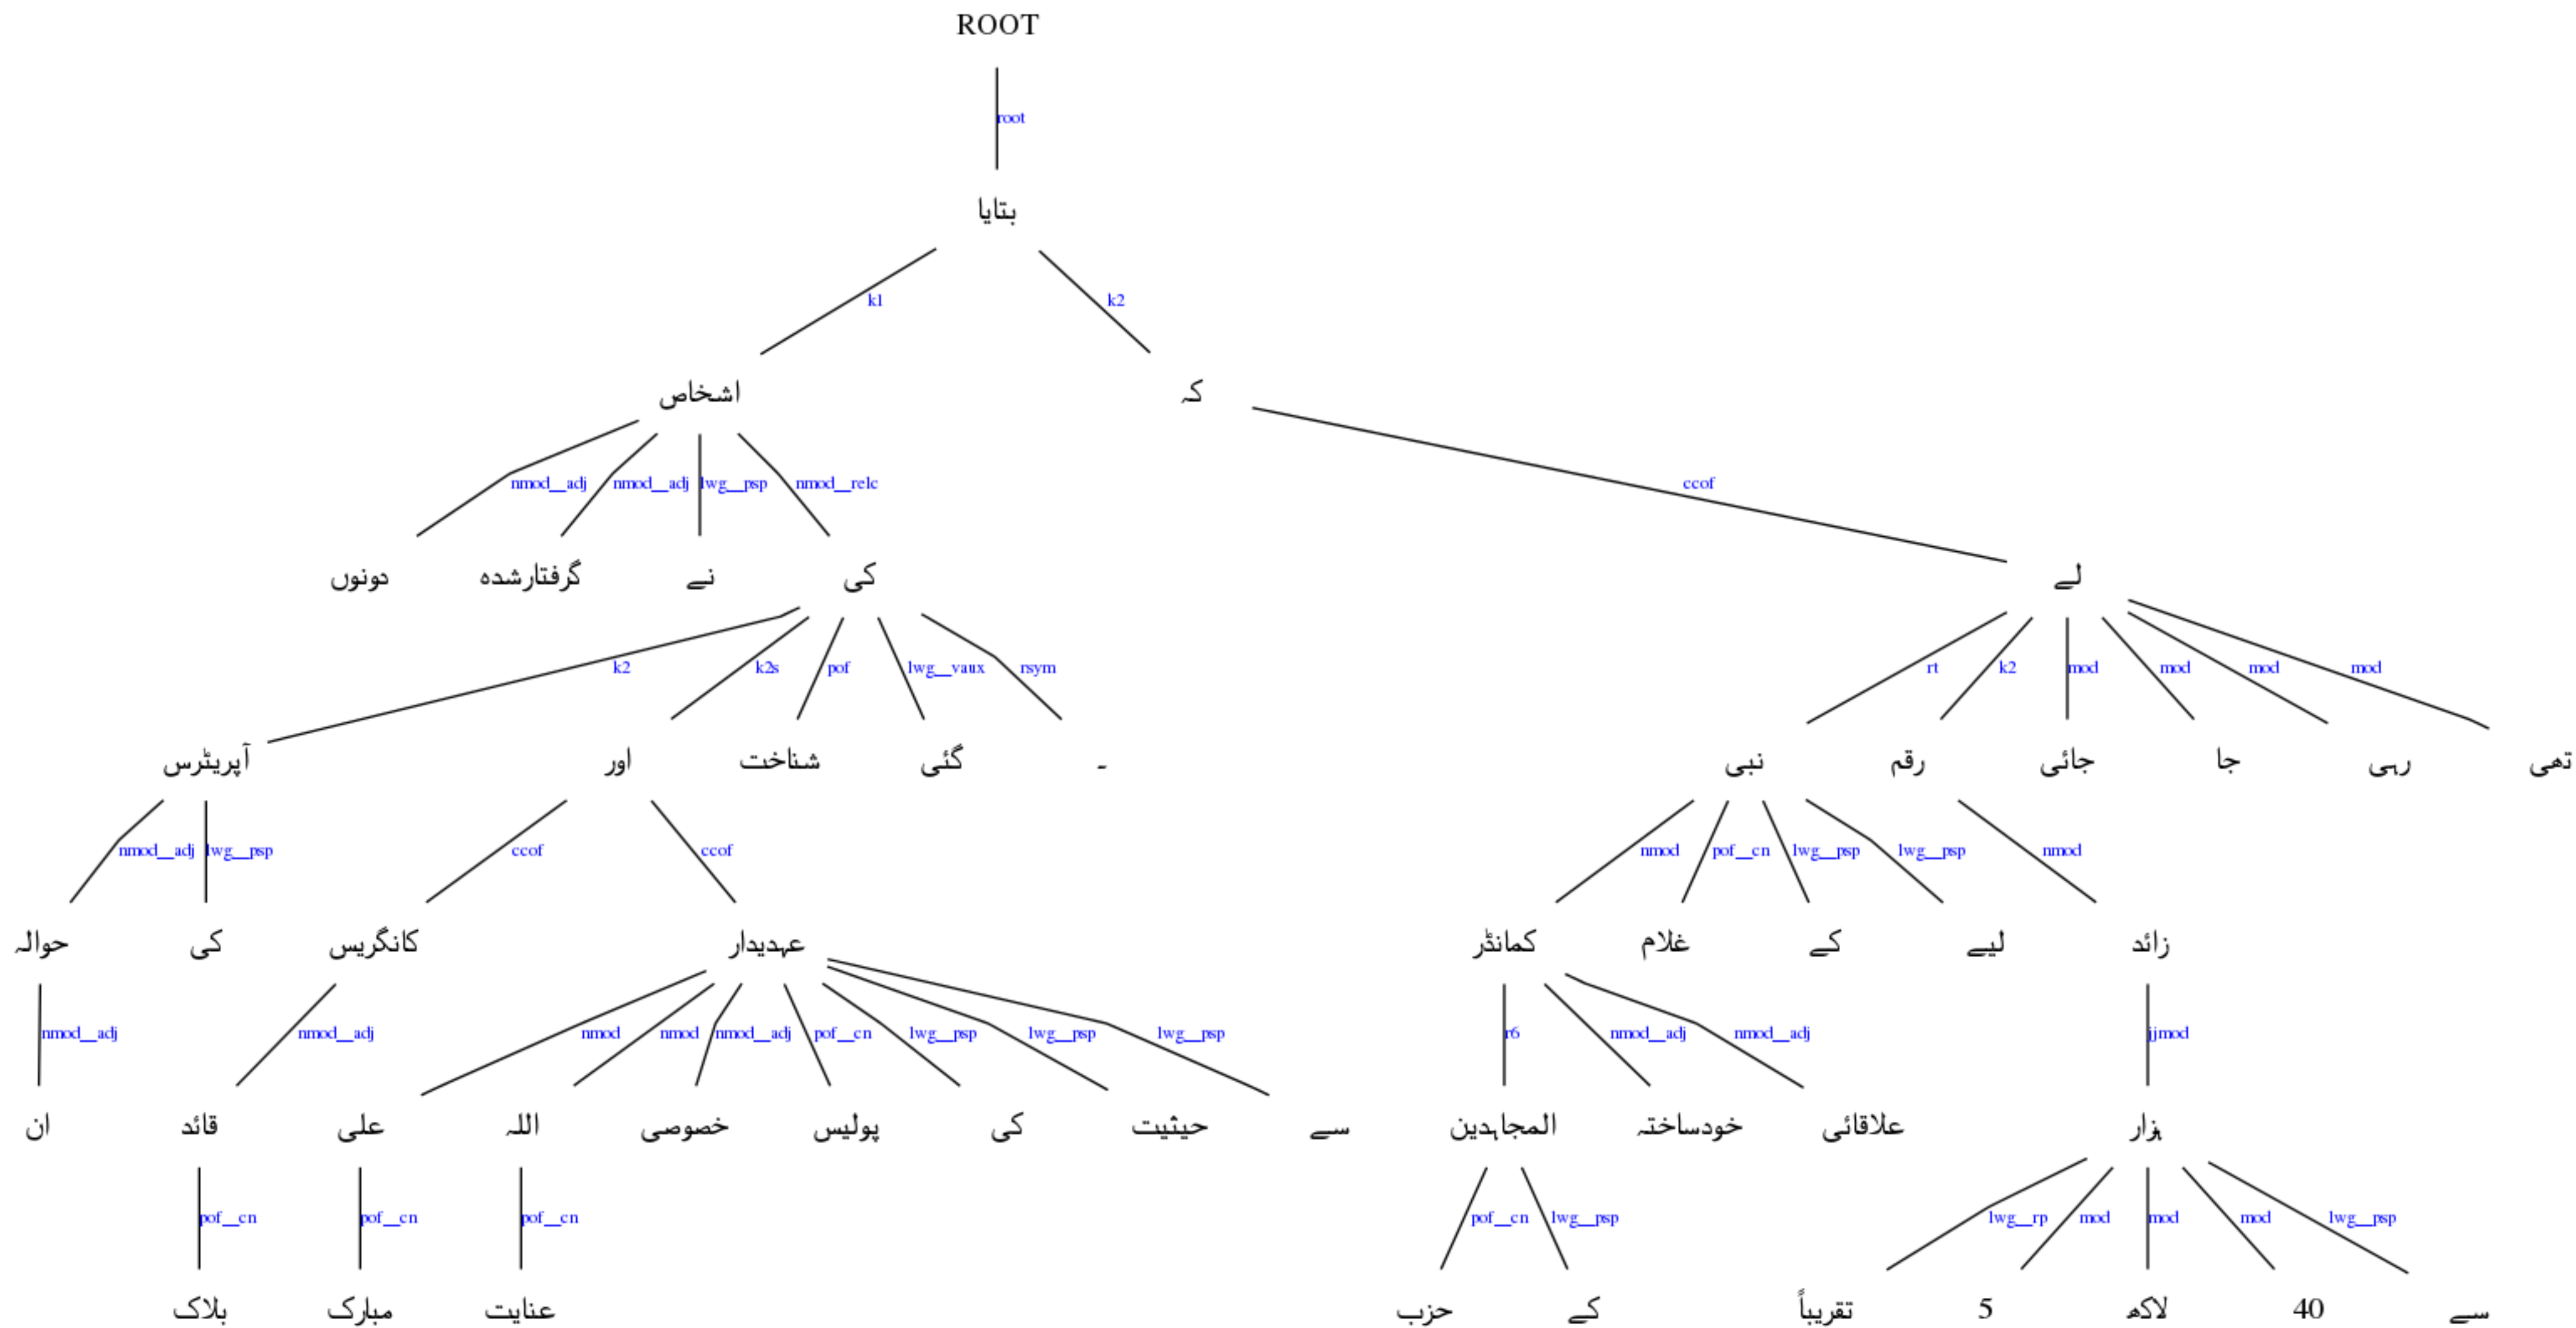 ROOT
root
بتایا
k1 k2
اشخاص کہ
nmod__adj nmod__adj lwg__psp nmod__relc ccof
دونوں گرفتارشدہ نے کی لے
k2 k2s pof lwg__vaux rsym rt k2 mod mod mod mod
آپریٹرس اور شناخت گئی ۔ نبی رقم جائی جا رہی تھی
nmod__adj lwg__psp ccof ccof nmod pof__cn lwg__psp lwg__psp nmod
حوالہ کی کانگریس عہدیدار کمانڈر غلام کے لیے زائد
nmod__adj nmod__adj nmod nmod nmod__adj pof__cn lwg__psp lwg__psp lwg__psp r6 nmod__adj nmod__adj jjmod
ان قائد علی اللہ خصوصی پولیس کی حیثیت سے المجاہدین خودساختہ علاقائی ہزار
pof__cn pof__cn pof__cn pof__cn lwg__psp lwg__rp mod mod mod lwg__psp
بلاک مبارک عنایت حزب کے تقریباً 5 لاکھ 40 سے